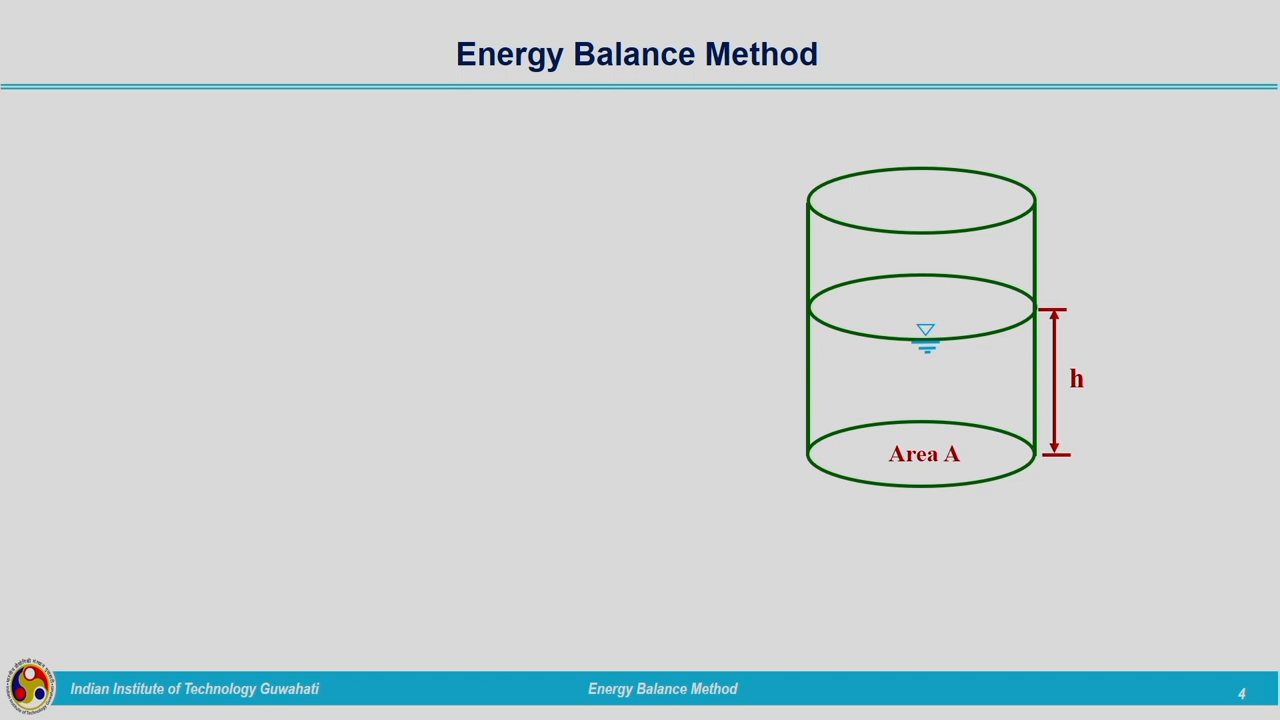 Energy Balance Method
h
Area A
Indian Institute of Technology Guwahati
Energy Balance Method
4